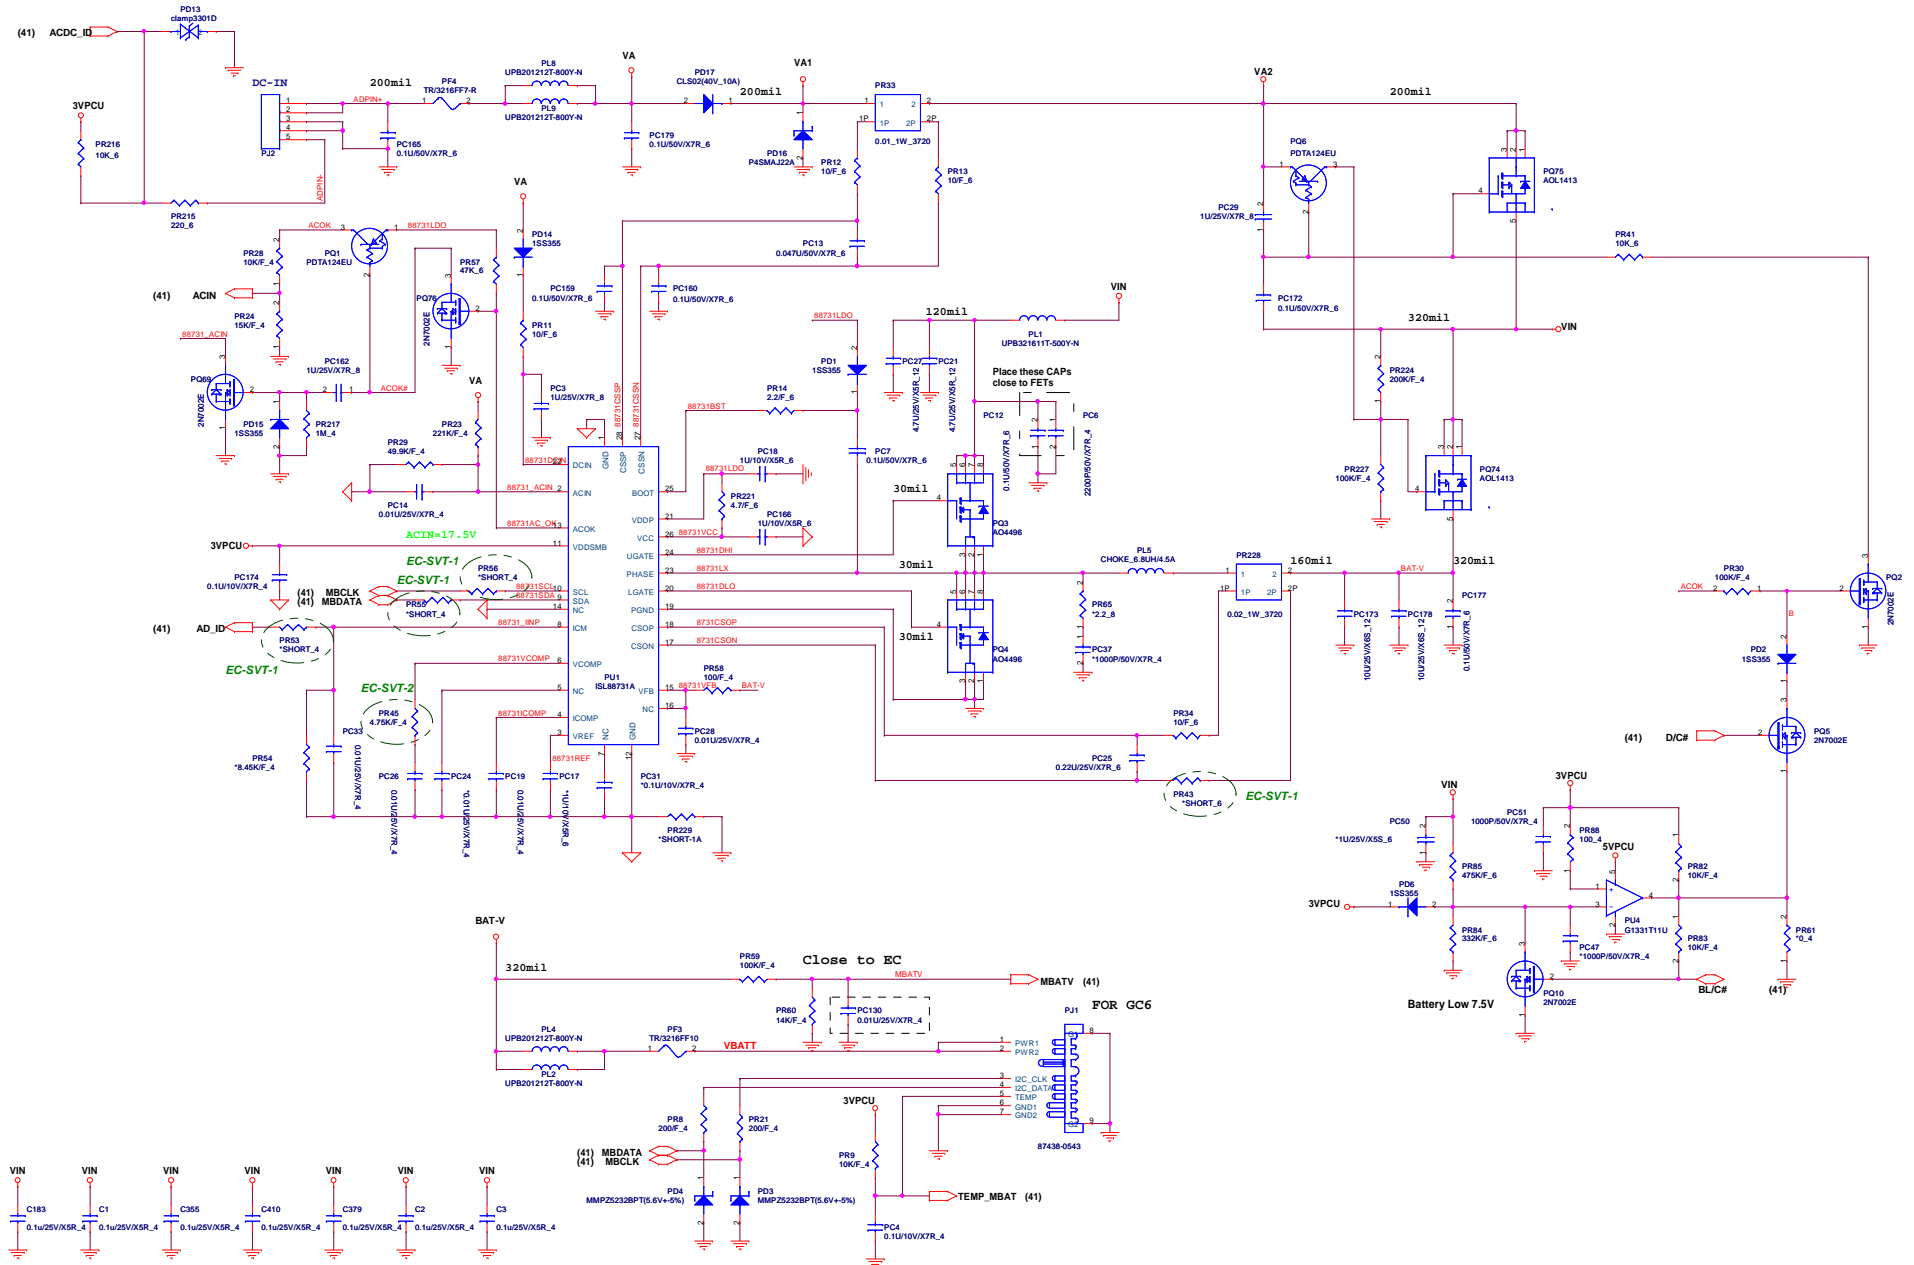 PD13
clamp3301D
(41) ACDC_ID
DC-IN
200mil
PF4
TR/3216FF7-R
PL8
UPB201212T-800Y-N
PL9
UPB201212T-800Y-N
VA
PD17
CLS02(40V_10A)
200mil
VA1
PR33
0.01_1W_3720
VA2
200mil
3VPCU
PR216
10K_6
ADPIN+
PJ2
PC165
0.1U/50V/X7R_6
ADPIN-
PC179
0.1U/50V/X7R_6
PD16
P4SMAJ22A
PR12
10/F_6
PR13
10/F_6
PQ6
PDTA124EU
PQ75
AOL1413
PR215
220_6
VA
PC29
1U/25V/X7R_8
ACOK
88731LDO
PR28
10K/F_4
PQ1
PDTA124EU
PR57
47K_6
PD14
1SS355
PC13
0.047U/50V/X7R_6
PR41
10K_6
(41) ACIN
PR24
15K/F_4
PQ76
2N7002E
PC159
0.1U/50V/X7R_6
PC160
0.1U/50V/X7R_6
VIN
PC172
0.1U/50V/X7R_6
88731_ACIN
PR11
10/F_6
88731CSSP
88731CSSN
88731LDO
120mil
PL1
UPB321611T-500Y-N
320mil
VIN
PC162
1U/25V/X7R_8
PQ69
2N7002E
ACOK#
PD1
1SS355
PC27
4.7U/25V/X5R_12
PC21
4.7U/25V/X5R_12
Place these CAPs
close to FETs
PR224
200K/F_4
PD15
1SS355
PR217
1M_4
VA
PR23
221K/F_4
PC3
1U/25V/X7R_8
88731BST
PR14
2.2/F_6
PC12
0.1U/50V/X7R_6
PC6
2200P/50V/X7R_4
PR29
49.9K/F_4
PC14
0.01U/25V/X7R_4
PC7
0.1U/50V/X7R_6
PC18
1U/10V/X5R_6
88731LDO
PR221
4.7/F_6
PC166
1U/10V/X5R_6
PR227
100K/F_4
PQ74
AOL1413
88731_ACIN
88731AC_OK
ACIN=17.5V
DCIN
GND
CSSP
CSSN
ACIN
BOOT
VDDP
ACOK
VCC
VDDSMB
UGATE
PHASE
SCL
LGATE
SDA
PGND
NC
ICM
CSOP
CSON
VCOMP
NC
VFB
NC
ICOMP
VREF
NC
GND
PU1
ISL88731A
88731VCC
88731DHI
88731LX
88731DLO
30mil
30mil
30mil
PQ3
AO4496
PQ4
AO4496
3VPCU
PC174
0.1U/10V/X7R_4
EC-SVT-1
EC-SVT-1
PR56
*SHORT_4
88731SCL
88731SDA
(41) MBCLK
(41) MBDATA
PR55
*SHORT_4
(41) AD_ID
PR53
*SHORT_4
EC-SVT-1
88731_IINP
8731CSOP
8731CSON
PL5
CHOKE_6.8UH/4.5A
PR228
0.02_1W_3720
160mil
BAT-V
320mil
PR65
*2.2_8
PC37
*1000P/50V/X7R_4
PC173
10U/25V/X6S_12
PC178
10U/25V/X6S_12
PC177
0.1U/50V/X7R_6
ACOK
PR30
100K/F_4
PQ2
2N7002E
B
PD2
1SS355
88731VCOMP
EC-SVT-2
PR45
4.75K/F_4
88731ICOMP
88731REF
PR58
100/F_4
88731VFB
BAT-V
PC28
0.01U/25V/X7R_4
PR34
10/F_6
PC25
0.22U/25V/X7R_6
PR43
*SHORT_6
EC-SVT-1
(41) D/C#
PQ5
2N7002E
PR54
*8.45K/F_4
PC33
0.01U/25V/X7R_4
PC26
0.01U/25V/X7R_4
PC24
*0.01U/25V/X7R_4
PC19
0.01U/25V/X7R_4
PC17
*1U/10V/X5R_6
PC31
*0.1U/10V/X7R_4
PR229
*SHORT-1A
VIN
PC50
*1U/25V/X5S_6
PC51
1000P/50V/X7R_4
3VPCU
PR88
100_4
5VPCU
PR85
475K/F_6
PD6
1SS355
3VPCU
PR82
10K/F_4
PU4
G1331T11U
PR84
332K/F_6
PC47
*1000P/50V/X7R_4
PR83
10K/F_4
PR61
*0_4
PQ10
2N7002E
Battery Low 7.5V
BL/C# (41)
BAT-V
320mil
PR59
100K/F_4
Close to EC
MBATV
MBATV (41)
PR60
14K/F_4
PC130
0.01U/25V/X7R_4
FOR GC6
PL4
UPB201212T-800Y-N
PL2
UPB201212T-800Y-N
PF3
TR/3216FF10
VBATT
PJ1
PWR1
PWR2
I2C_CLK
I2C_DATA
TEMP
GND1
GND2
G1
G2
87438-0543
PR8
200/F_4
PR21
200/F_4
3VPCU
PR9
10K/F_4
(41) MBDATA
(41) MBCLK
PD4
MMPZ5232BPT(5.6V+-5%)
PD3
MMPZ5232BPT(5.6V+-5%)
TEMP_MBAT (41)
PC4
0.1U/10V/X7R_4
VIN VIN VIN VIN VIN VIN VIN
C183
0.1u/25V/X5R_4
C1
0.1u/25V/X5R_4
C355
0.1u/25V/X5R_4
C410
0.1u/25V/X5R_4
C379
0.1u/25V/X5R_4
C2
0.1u/25V/X5R_4
C3
0.1u/25V/X5R_4